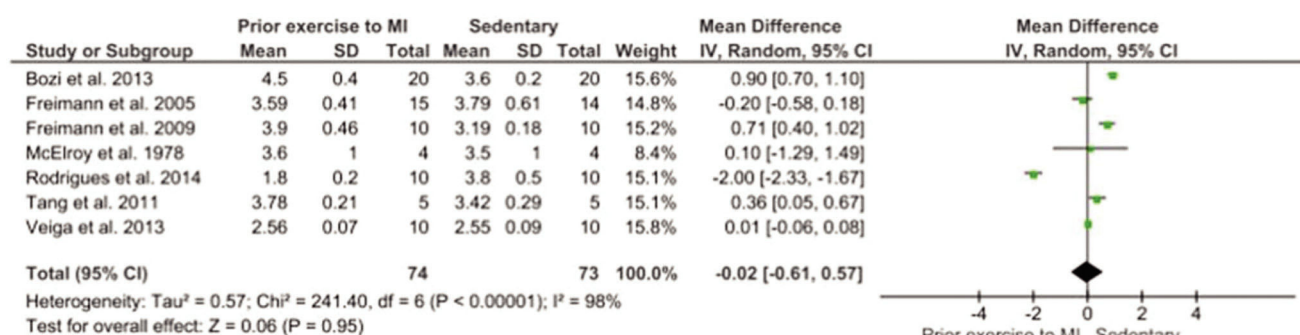 Prior exercise to MI Sedentary Mean Difference Mean Difference
Study or Subgroup Mean SD Total Mean SD Total Weight IV, Random, 95% CI IV, Random, 95% CI
Bozi et al. 2013 4.5 0.4 20 3.6 0.2 20 15.6% 0.90 [0.70, 1.10]
Freimann et al. 2005 3.59 0.41 15 3.79 0.61 14 14.8% -0.20 [-0.58, 0.18]
Freimann et al. 2009 3.9 0.46 10 3.19 0.18 10 15.2% 0.71 [0.40, 1.02]
McElroy et al. 1978 3.6 1 4 3.5 1 4 8.4% 0.10 [-1.29, 1.49]
Rodrigues et al. 2014 1.8 0.2 10 3.8 0.5 10 15.1% -2.00 [-2.33, -1.67]
Tang et al. 2011 3.78 0.21 5 3.42 0.29 5 15.1% 0.36 [0.05, 0.67]
Veiga et al. 2013 2.56 0.07 10 2.55 0.09 10 15.8% 0.01 [-0.06, 0.08]
Total (95% CI) 74 73 100.0% -0.02 [-0.61, 0.57]
Heterogeneity: Tau² = 0.57; Chi² = 241.40, df = 6 (P < 0.00001); I² = 98%
Test for overall effect: Z = 0.06 (P = 0.95)
-4 -2 0 2 4
Prior exercise to MI Sedentary